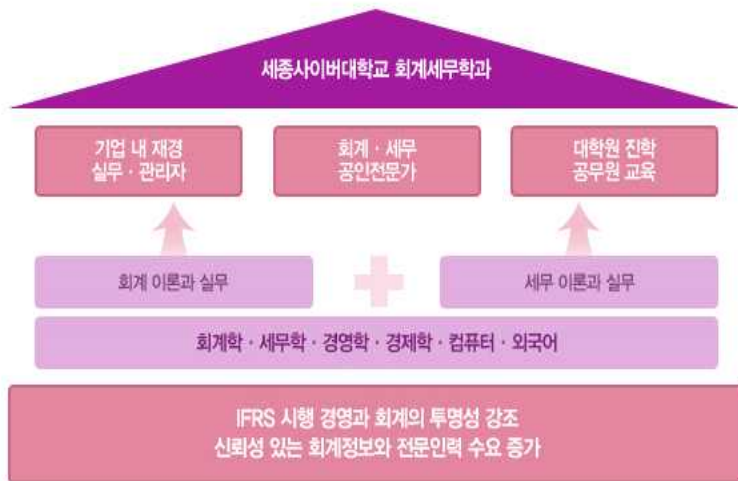 세종사이버대학교 회계세무학과
기업 내 재경
실무 · 관리자
회계 · 세무
공인전문가
대학원 진학
공무원 교육
회계 이론과 실무
세무 이론과 실무
회계학 · 세무학 · 경영학 · 경제학 · 컴퓨터 · 외국어
IFRS 시행 경영과 회계의 투명성 강조
신뢰성 있는 회계정보와 전문인력 수요 증가